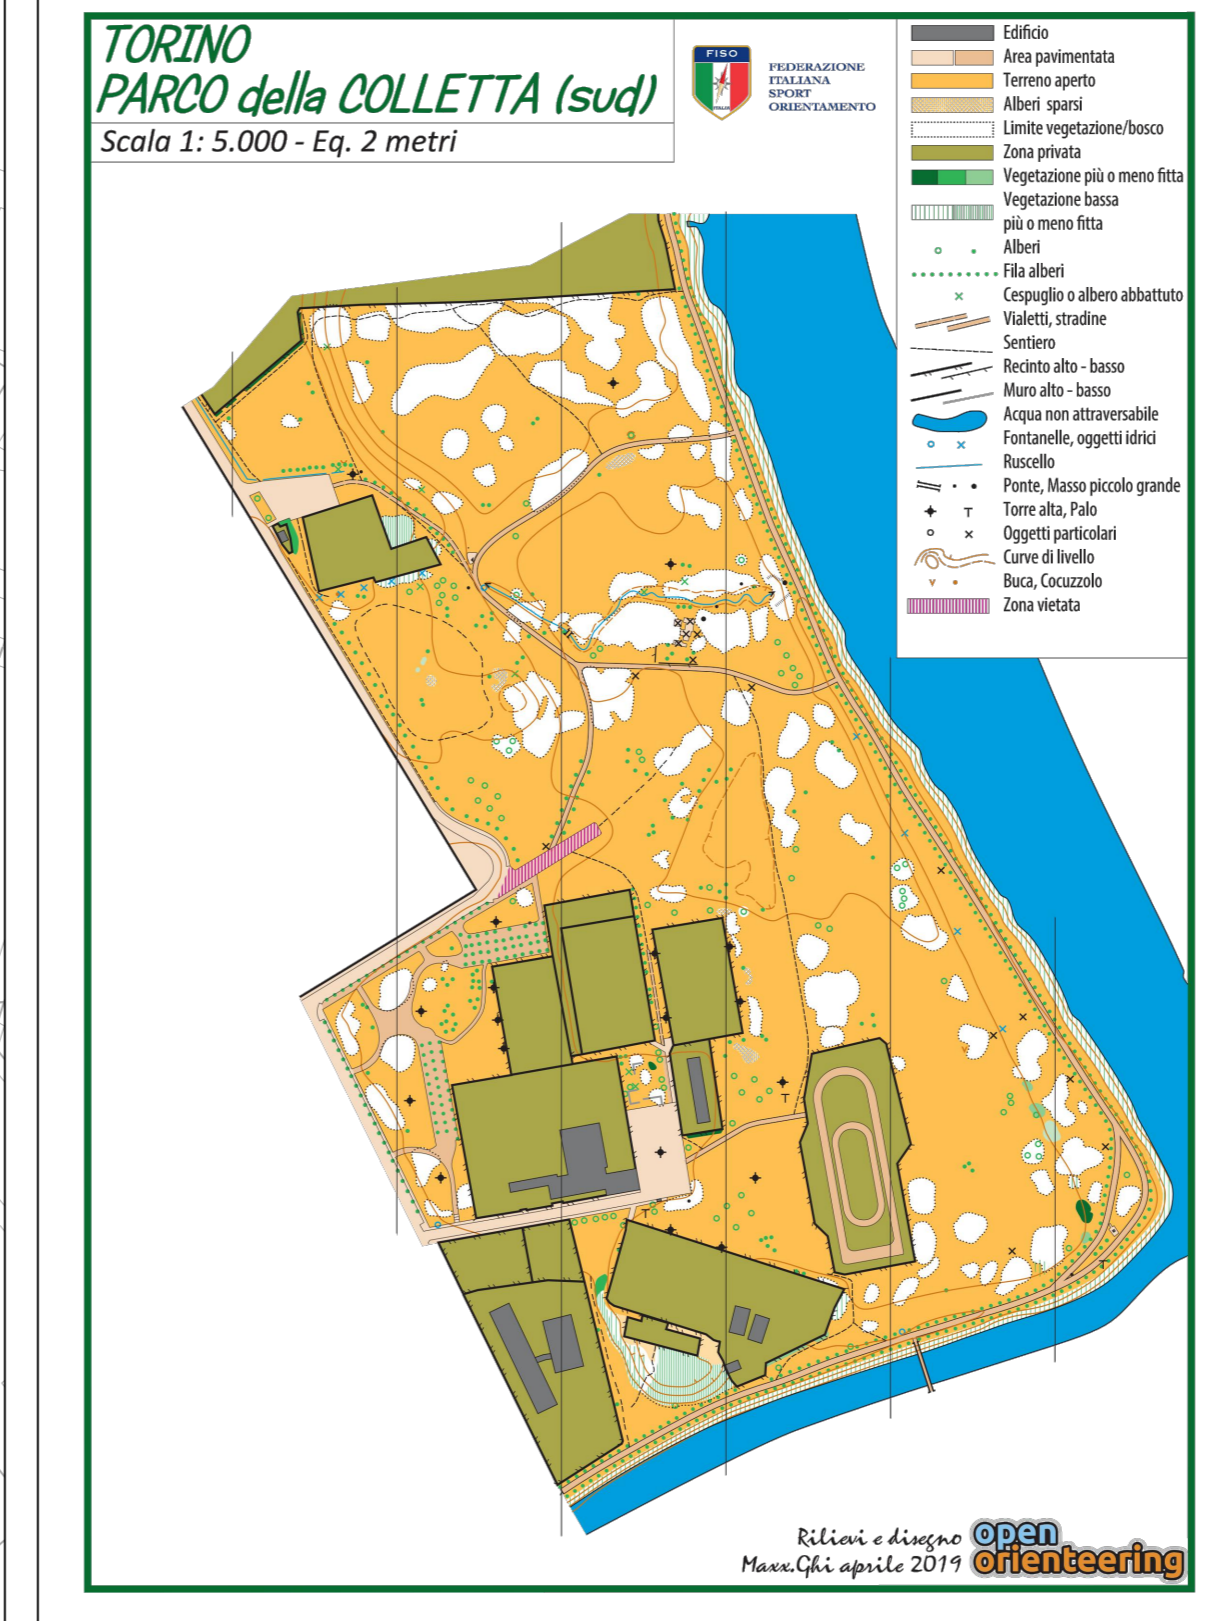 TORINO
PARCO della COLLETTA (sud)
Scala 1: 5.000 - Eq. 2 metri
FISO
ITALIA
FEDERAZIONE
ITALIANA
SPORT
ORIENTAMENTO
Edificio
Area pavimentata
Terreno aperto
Alberi sparsi
Limite vegetazione/bosco
Zona privata
Vegetazione più o meno fitta
Vegetazione bassa
più o meno fitta
Alberi
Fila alberi
Cespuglio o albero abbattuto
Vialetti, stradine
Sentiero
Recinto alto - basso
Muro alto - basso
Acqua non attraversabile
Fontanelle, oggetti idrici
Ruscello
Ponte, Masso piccolo grande
Torre alta, Palo
Oggetti particolari
Curve di livello
Buca, Cocuzzolo
Zona vietata
Rilievi e disegno
Maxx.Ghi aprile 2019
open
orienteering